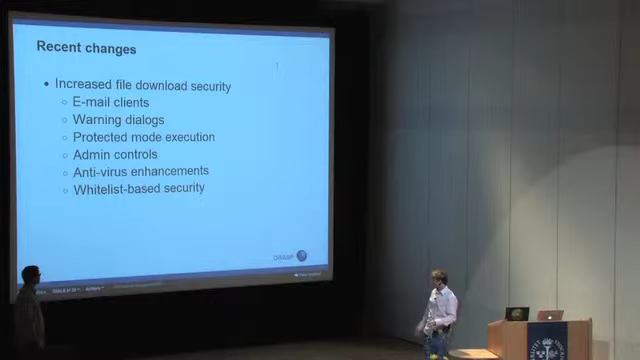 Recent changes
Increased file download security
E-mail clients
Warning dialogs
Protected mode execution
Admin controls
Anti-virus enhancements
Whitelist-based security
OWASP